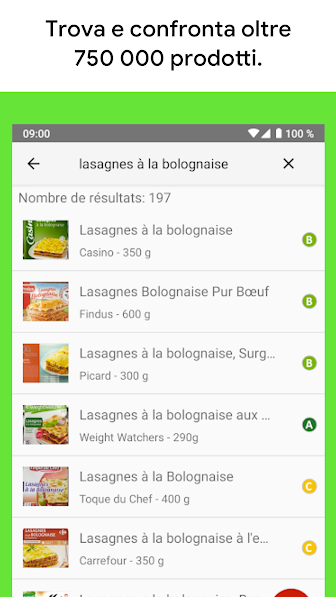 Trova e confronta oltre
750 000 prodotti.
09:00
100 %
lasagnes à la bolognaise
Nombre de résultats: 197
Casino
Lasagnes à la bolognaise
Casino - 350 g
B
Lasagnes Bolognaise Pur Bœuf
Findus - 600 g
B
Lasagnes à la bolognaise, Surg...
Picard - 300 g
B
Lasagnes à la bolognaise aux ...
Weight Watchers - 290g
A
Lasagnes à la Bolognaise
Toque du Chef - 400 g
C
Lasagnes à la bolognaise à l'e...
Carrefour - 350 g
C